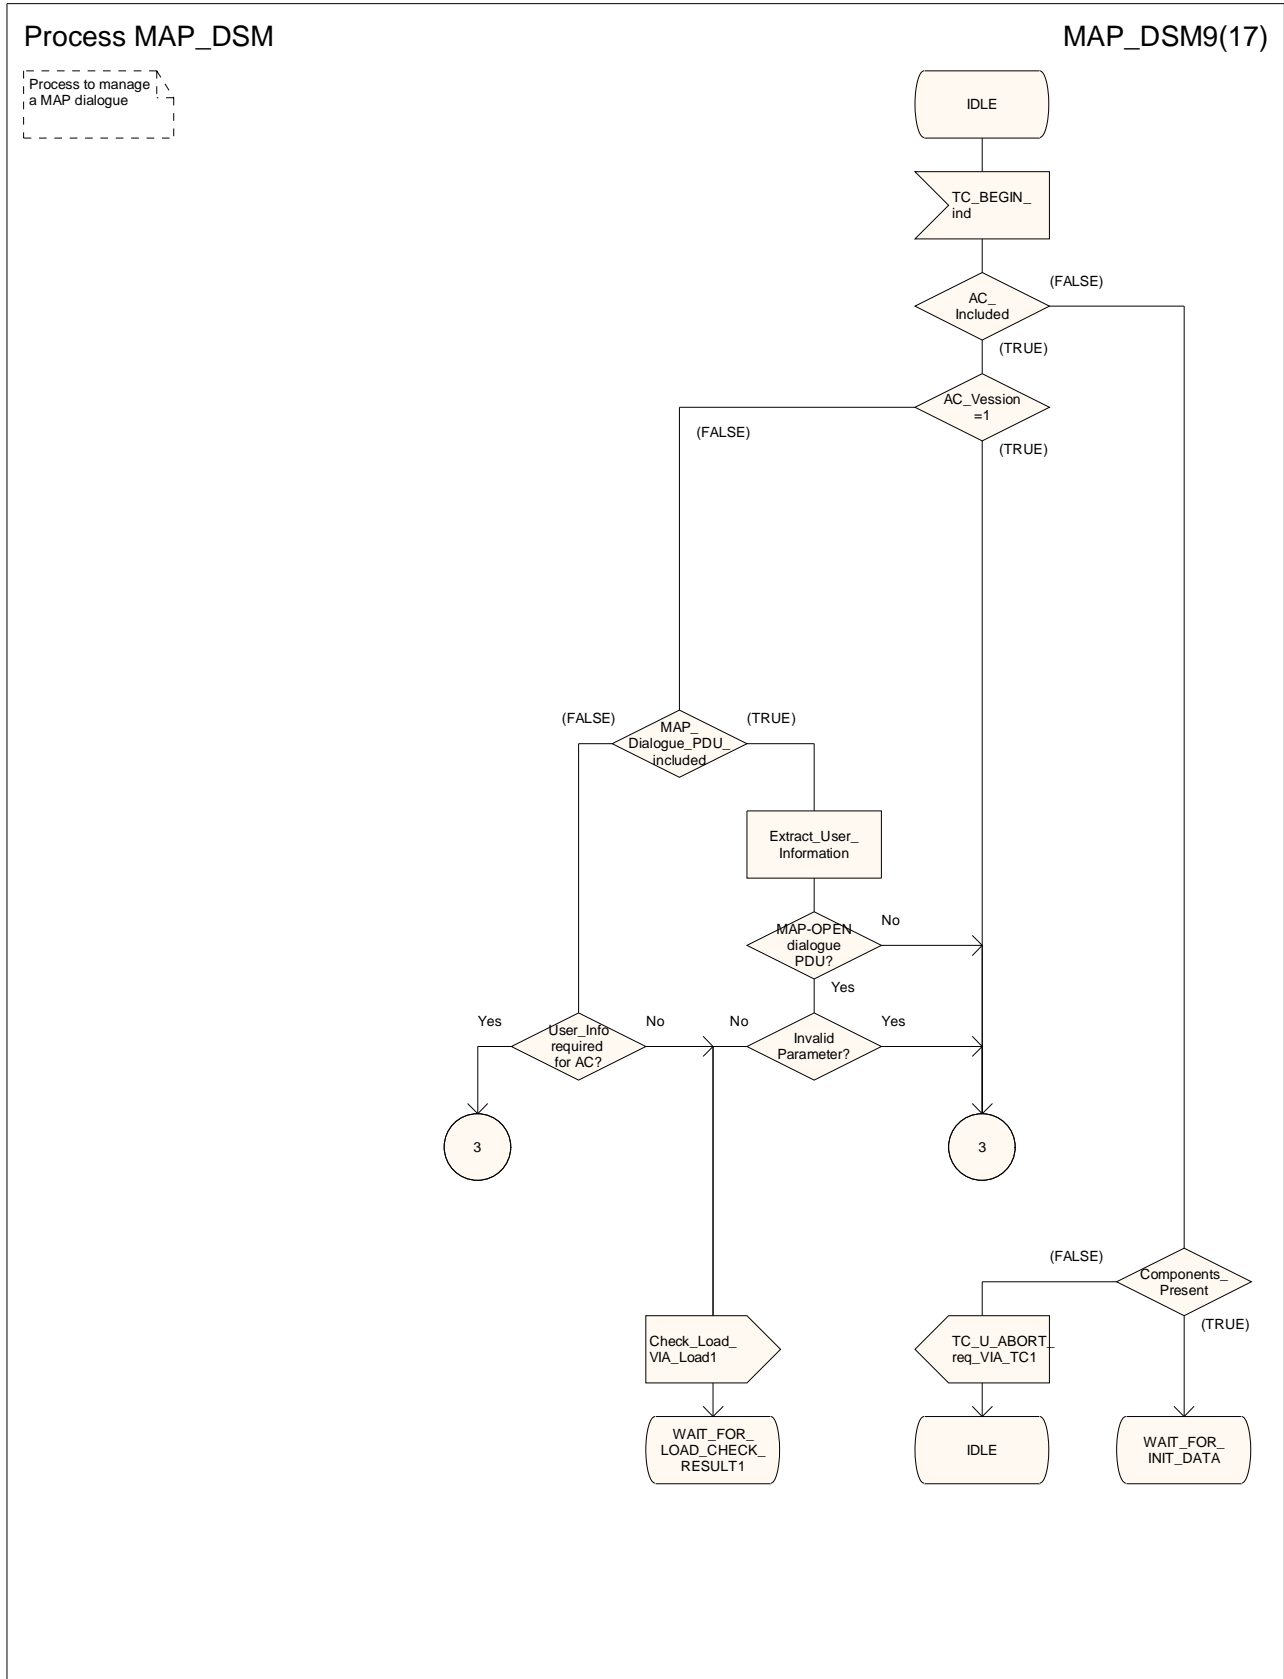 Process MAP_DSM
MAP_DSM9(17)
Process to manage
a MAP dialogue
IDLE
TC_BEGIN_
ind
(FALSE)
AC_
Included
(TRUE)
AC_Vession
=1
(FALSE)
(TRUE)
(FALSE)
(TRUE)
MAP_
Dialogue_PDU_
included
Extract_User_
Information
No
MAP-OPEN
dialogue
PDU?
Yes
Yes
No
No
Yes
User_Info
required
for AC?
Invalid
Parameter?
3
3
(FALSE)
Components_
Present
(TRUE)
Check_Load_
VIA_Load1
TC_U_ABORT_
req_VIA_TC1
WAIT_FOR_
LOAD_CHECK_
RESULT1
IDLE
WAIT_FOR_
INIT_DATA